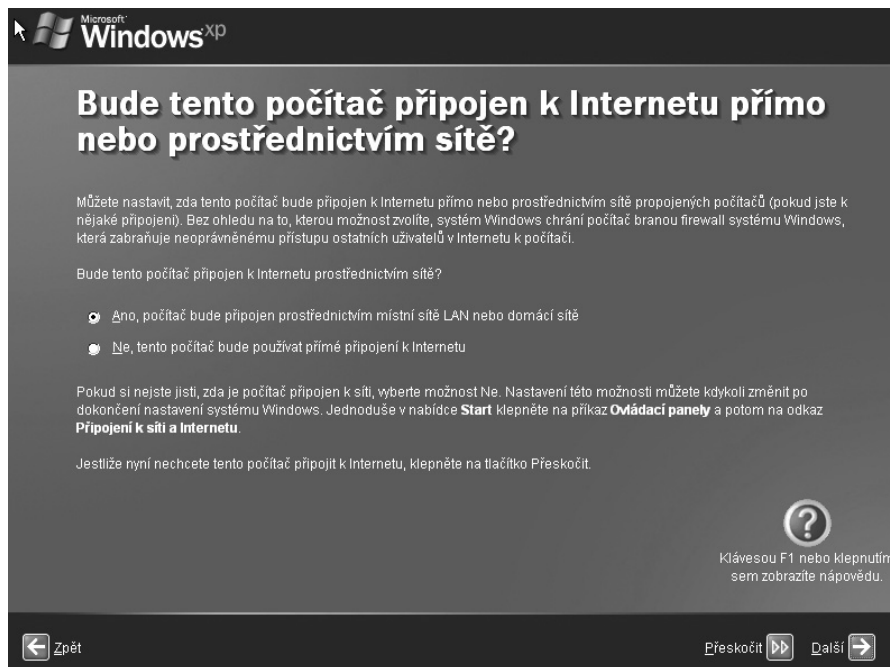 Microsoft
Windows xp
Bude tento počítač připojen k Internetu přímo
nebo prostřednictvím sítě?
Můžete nastavit, zda tento počítač bude připojen k Internetu přímo nebo prostřednictvím sítě propojených počítačů (pokud jste k
nějaké připojeni). Bez ohledu na to, kterou možnost zvolíte, systém Windows chrání počítač branou firewall systému Windows,
která zabraňuje neoprávněnému přístupu ostatních uživatelů v Internetu k počítači.
Bude tento počítač připojen k Internetu prostřednictvím sítě?
Ano, počítač bude připojen prostřednictvím místní sítě LAN nebo domácí sítě
Ne, tento počítač bude používat přímé připojení k Internetu
Pokud si nejste jisti, zda je počítač připojen k síti, vyberte možnost Ne. Nastavení této možnosti můžete kdykoli změnit po
dokončení nastavení systému Windows. Jednoduše v nabídce Start klepněte na příkaz Ovládací panely a potom na odkaz
Připojení k síti a Internetu.
Jestliže nyní nechcete tento počítač připojit k Internetu, klepněte na tlačítko Přeskočit.
?
Klávesou F1 nebo klepnutím
sem zobrazíte nápovědu.
Zpět
Přeskočit
Další